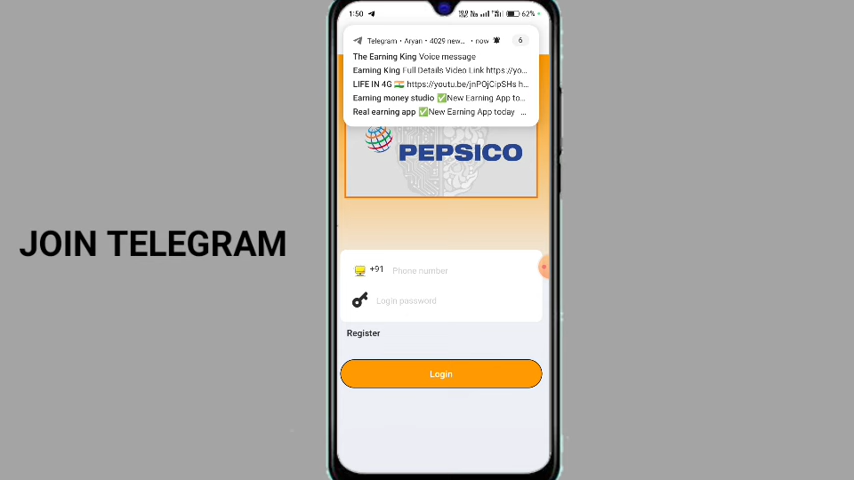 1:50
62%
Telegram • Aryan • 4029 new... • now
6
The Earning King Voice message
Earning King Full Details Video Link https://yo...
LIFE IN 4G 🇮🇳 https://youtu.be/jnPOjCipSHs h...
Earning money studio ✅New Earning App to...
Real earning app ✅New Earning App today ...
PEPSICO
JOIN TELEGRAM
+91 Phone number
Login password
Register
Login